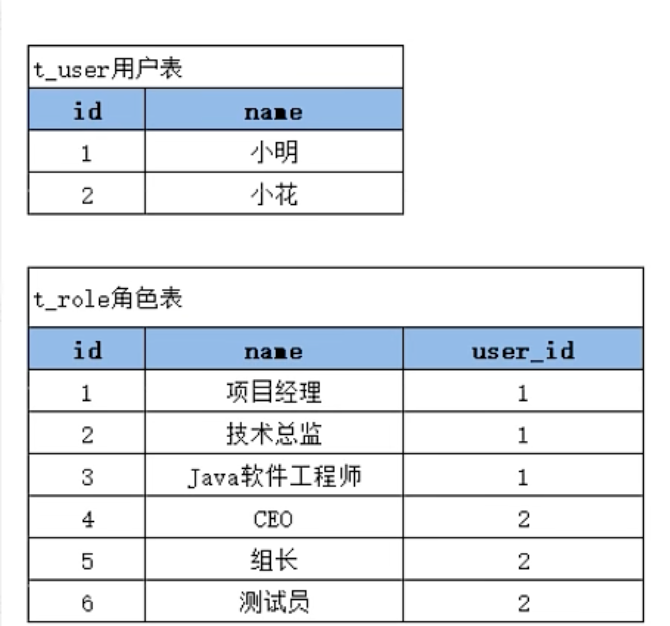 t_user用户表
id name
1 小明
2 小花
t_role角色表
id name user_id
1 项目经理 1
2 技术总监 1
3 Java软件工程师 1
4 CEO 2
5 组长 2
6 测试员 2